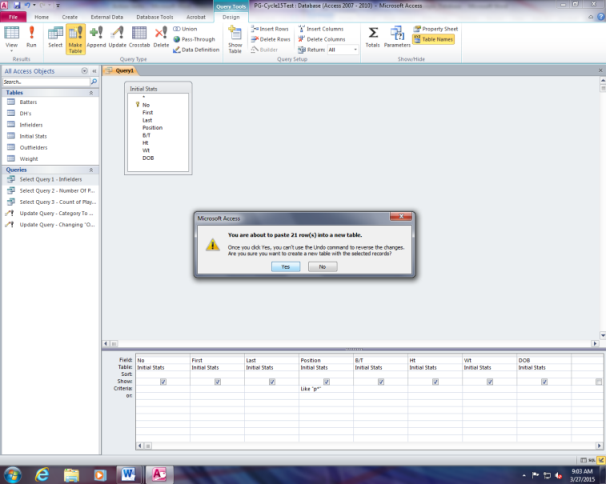 Query Tools
PG-Cycle13Test : Database (Access 2007 - 2010) - Microsoft Access
File Home Create External Data Database Tools Acrobat Design
View Run Select Make Table Append Update Crosstab Delete
Union
Pass-Through
Data Definition
Show Table
Insert Rows
Delete Rows
Builder
Insert Columns
Delete Columns
Return: All
Totals Parameters
Property Sheet
Table Names
Results Query Type Query Setup Show/Hide
All Access Objects
Search..
Tables
Batters
DH's
Infielders
Initial Stats
Outfielders
Weight
Queries
Select Query 1 - Infielders
Select Query 2 - Number Of P...
Select Query 3 - Count of Play...
Update Query - Category To ...
Update Query - Changing "O...
Query1
Initial Stats
*
No
First
Last
Position
B/T
Ht
Wt
DOB
Microsoft Access
You are about to paste 21 row(s) into a new table.
Once you click Yes, you can't use the Undo command to reverse the changes.
Are you sure you want to create a new table with the selected records?
Yes No
Field: No First Last Position B/T Ht Wt DOB
Table: Initial Stats Initial Stats Initial Stats Initial Stats Initial Stats Initial Stats Initial Stats Initial Stats
Sort:
Show:
Criteria: Like "p*"
or:
9:03 AM
3/27/2015